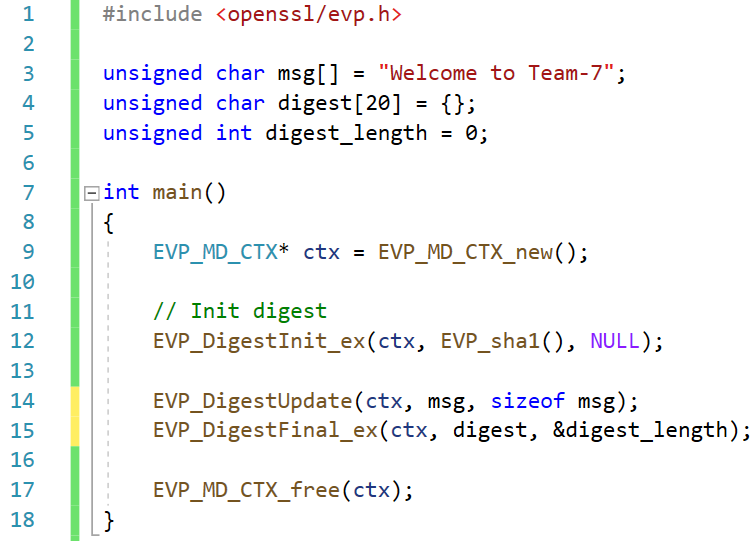 1 #include <openssl/evp.h>
2
3 unsigned char msg[] = "Welcome to Team-7";
4 unsigned char digest[20] = {};
5 unsigned int digest_length = 0;
6
7 int main()
8 {
9     EVP_MD_CTX* ctx = EVP_MD_CTX_new();
10
11     // Init digest
12     EVP_DigestInit_ex(ctx, EVP_sha1(), NULL);
13
14     EVP_DigestUpdate(ctx, msg, sizeof msg);
15     EVP_DigestFinal_ex(ctx, digest, &digest_length);
16
17     EVP_MD_CTX_free(ctx);
18 }